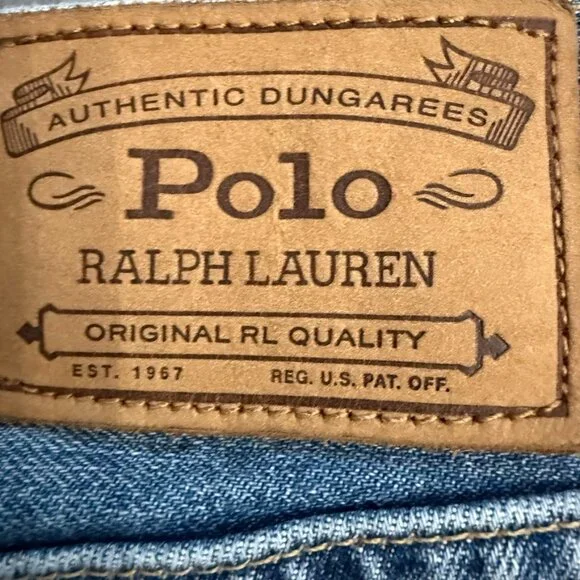 AUTHENTIC DUNGAREES
Polo
RALPH LAUREN
ORIGINAL RL QUALITY
EST. 1967 REG. U.S. PAT. OFF.